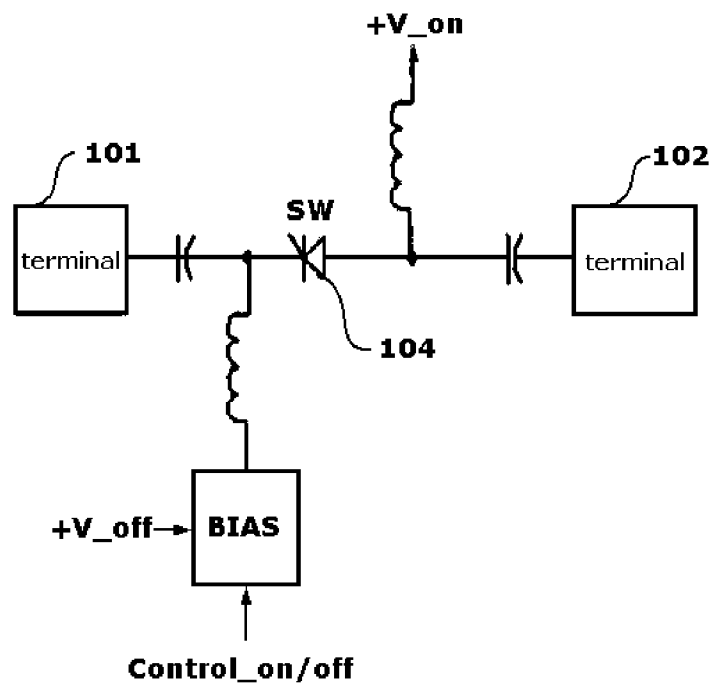 +V_on
101
102
SW
terminal
terminal
104
+V_off
BIAS
Control_on/off